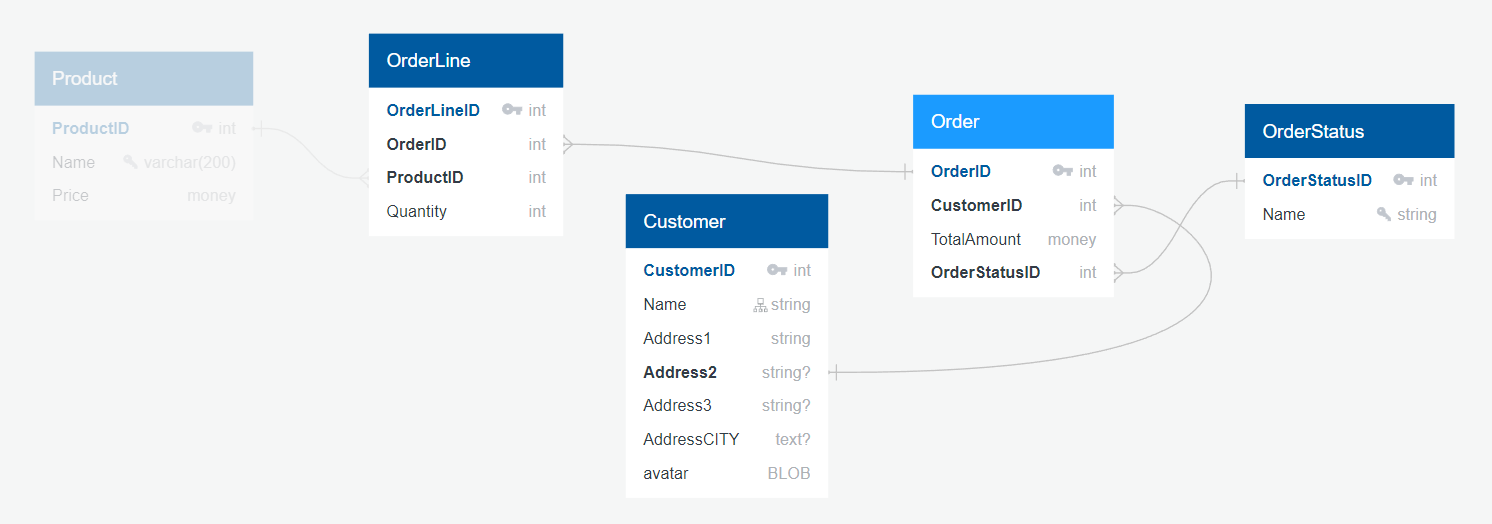 Product
ProductID int
Name varchar(200)
Price money
OrderLine
OrderLineID int
OrderID int
ProductID int
Quantity int
Customer
CustomerID int
Name string
Address1 string
Address2 string?
Address3 string?
AddressCITY text?
avatar BLOB
Order
OrderID int
CustomerID int
TotalAmount money
OrderStatusID int
OrderStatus
OrderStatusID int
Name string